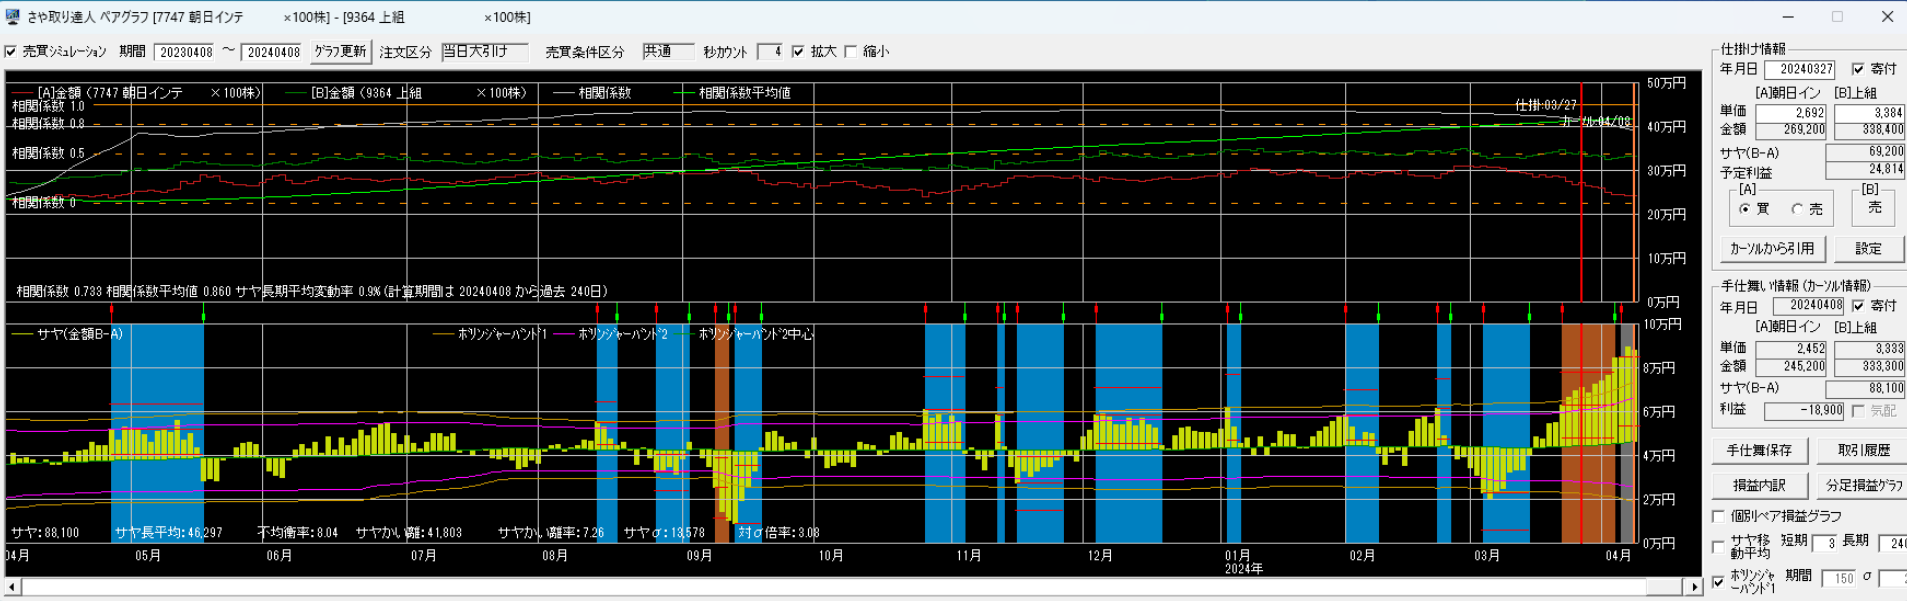 さや取り達人 ペアグラフ [7747 朝日インテ ×100株] - [9364 上組 ×100株]
売買ｼﾐｭﾚｰｼｮﾝ 期間 20230408 ～ 20240408 ｸﾞﾗﾌ更新 注文区分 当日大引け 売買条件区分 共通 秒ｶｳﾝﾄ 4 拡大 縮小
[A]金額 (7747 朝日インテ ×100株) [B]金額 (9364 上組 ×100株) 相関係数 相関係数平均値
相関係数 1.0
相関係数 0.8
相関係数 0.5
相関係数 0
仕掛:03/27
ｶｰｿﾙ:04/08
50万円
40万円
30万円
20万円
10万円
0万円
相関係数 0.733 相関係数平均値 0.860 サヤ長期平均変動率 0.9% (計算期間は 20240408 から過去 240日)
サヤ(金額B-A) ﾎﾞﾘﾝｼﾞｬｰﾊﾞﾝﾄﾞ1 ﾎﾞﾘﾝｼﾞｬｰﾊﾞﾝﾄﾞ2 ﾎﾞﾘﾝｼﾞｬｰﾊﾞﾝﾄﾞ2中心
10万円
8万円
6万円
4万円
2万円
0万円
サヤ:88,100 サヤ長平均:46,297 不均衡率:8.04 サヤかい離:41,803 サヤかい離率:7.26 サヤσ:13,578 対σ倍率:3.08
04月 05月 06月 07月 08月 09月 10月 11月 12月 01月 02月 03月 04月
2024年
仕掛け情報
年月日 20240327 寄付
[A]朝日イン [B]上組
単価 2,692 3,384
金額 269,200 338,400
サヤ(B-A) 69,200
予定利益 24,814
[A] [B]
買 売 売
ｶｰｿﾙから引用 設定
手仕舞い情報 (ｶｰｿﾙ情報)
年月日 20240408 寄付
[A]朝日イン [B]上組
単価 2,452 3,333
金額 245,200 333,300
サヤ(B-A) 88,100
利益 -18,900 気配
手仕舞保存 取引履歴
損益内訳 分足損益ｸﾞﾗﾌ
個別ペア損益グラフ
サヤ移動平均 短期 3 長期 240
ﾎﾞﾘﾝｼﾞｬｰﾊﾞﾝﾄﾞ1 期間 150 σ 2